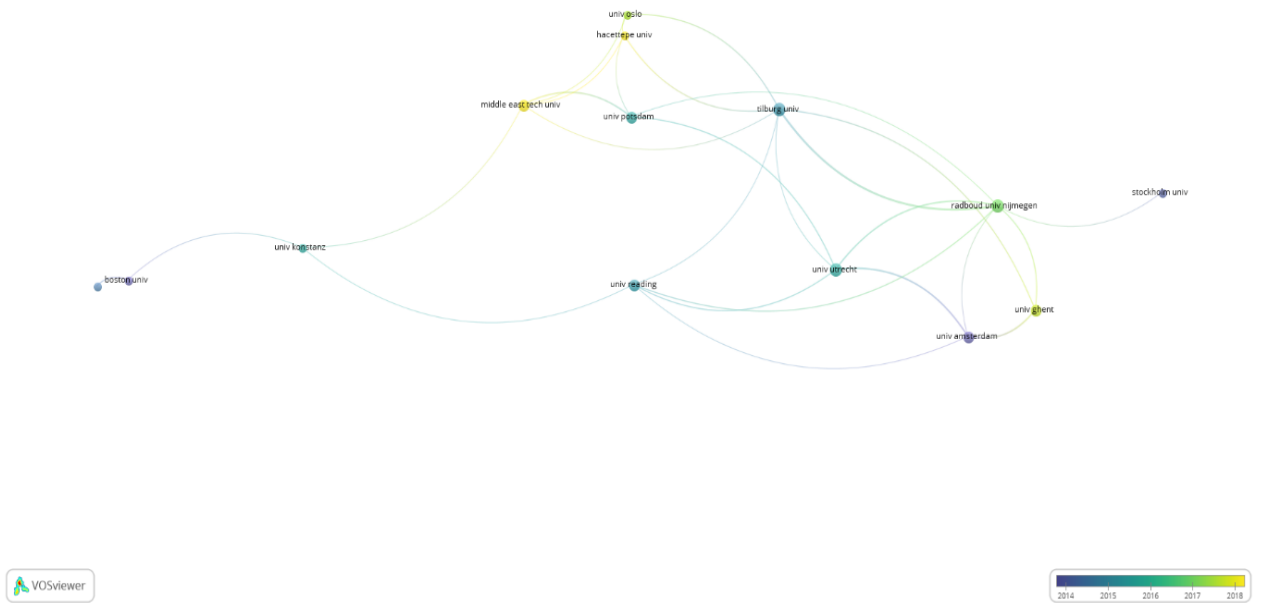 univ oslo
hacettepe univ
middle east tech univ
tilburg univ
univ potsdam
stockholm univ
radboud univ nijmegen
univ konstanz
univ utrecht
boston univ
univ reading
univ ghent
univ amsterdam
VOSviewer
2014 2015 2016 2017 2018